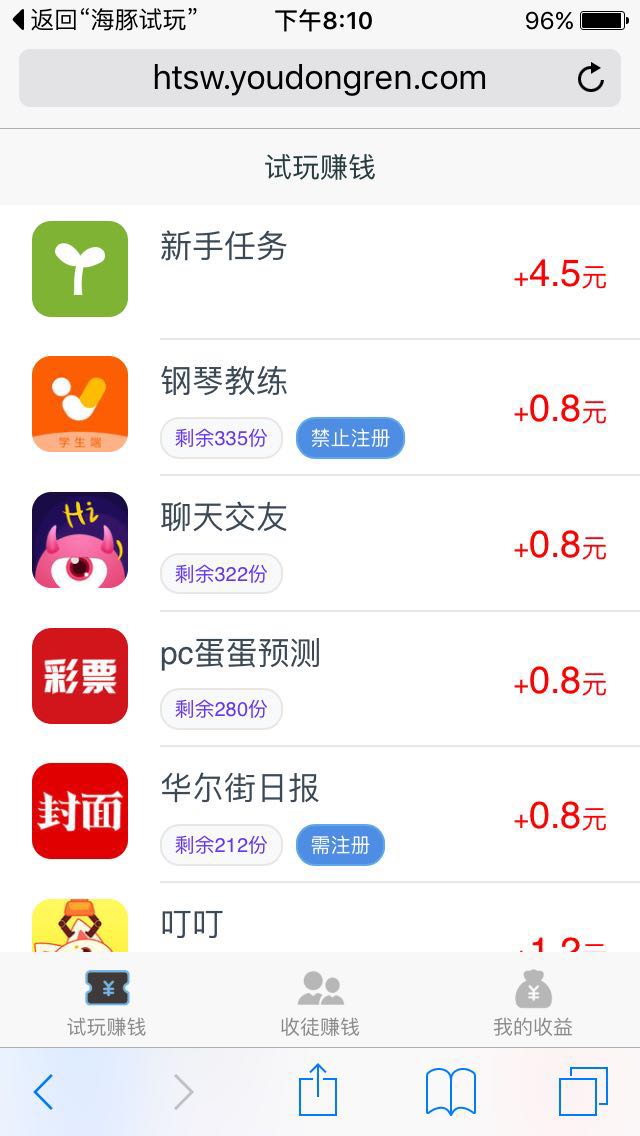 返回“海豚试玩”
下午8:10
96%
htsw.youdongren.com
试玩赚钱
新手任务
+4.5元
学生端
钢琴教练
剩余335份
禁止注册
+0.8元
Hi
聊天交友
剩余322份
+0.8元
彩票
pc蛋蛋预测
剩余280份
+0.8元
封面
华尔街日报
剩余212份
需注册
+0.8元
叮叮
+1.2元
试玩赚钱
收徒赚钱
我的收益